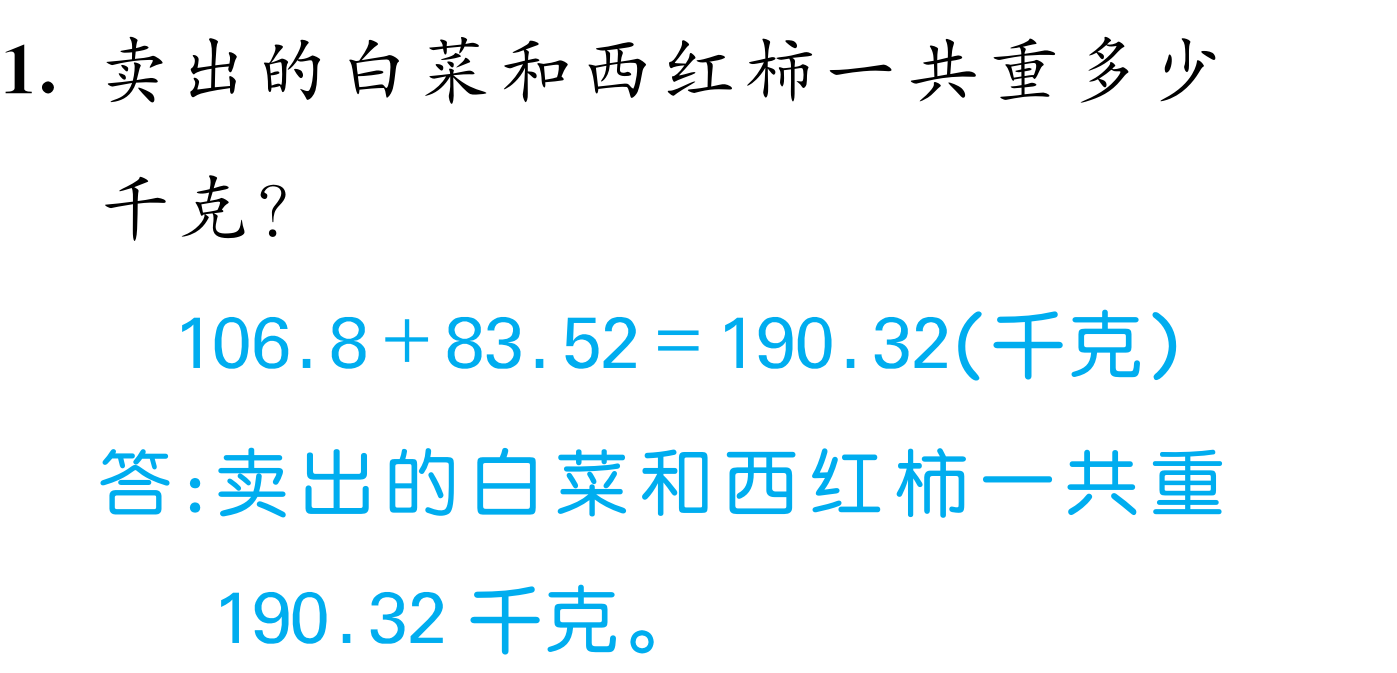 1. 卖出的白菜和西红柿一共重多少
千克?
106.8+83.52=190.32(千克)
答:卖出的白菜和西红柿一共重
190.32千克。